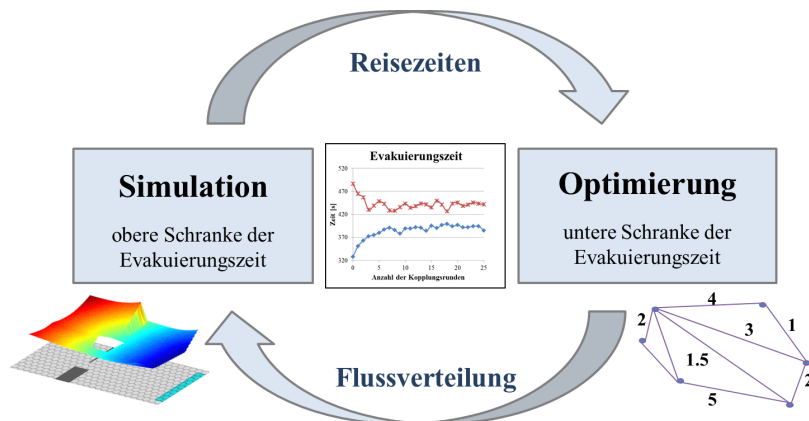 Reisezeiten
Simulation
obere Schranke der
Evakuierungszeit
Evakuierungszeit
Zeit [s]
520
470
420
370
320
0
5
10
15
20
25
Anzahl der Kopplungsrunden
Optimierung
untere Schranke der
Evakuierungszeit
Flussverteilung
4
2
1
3
1.5
2
5